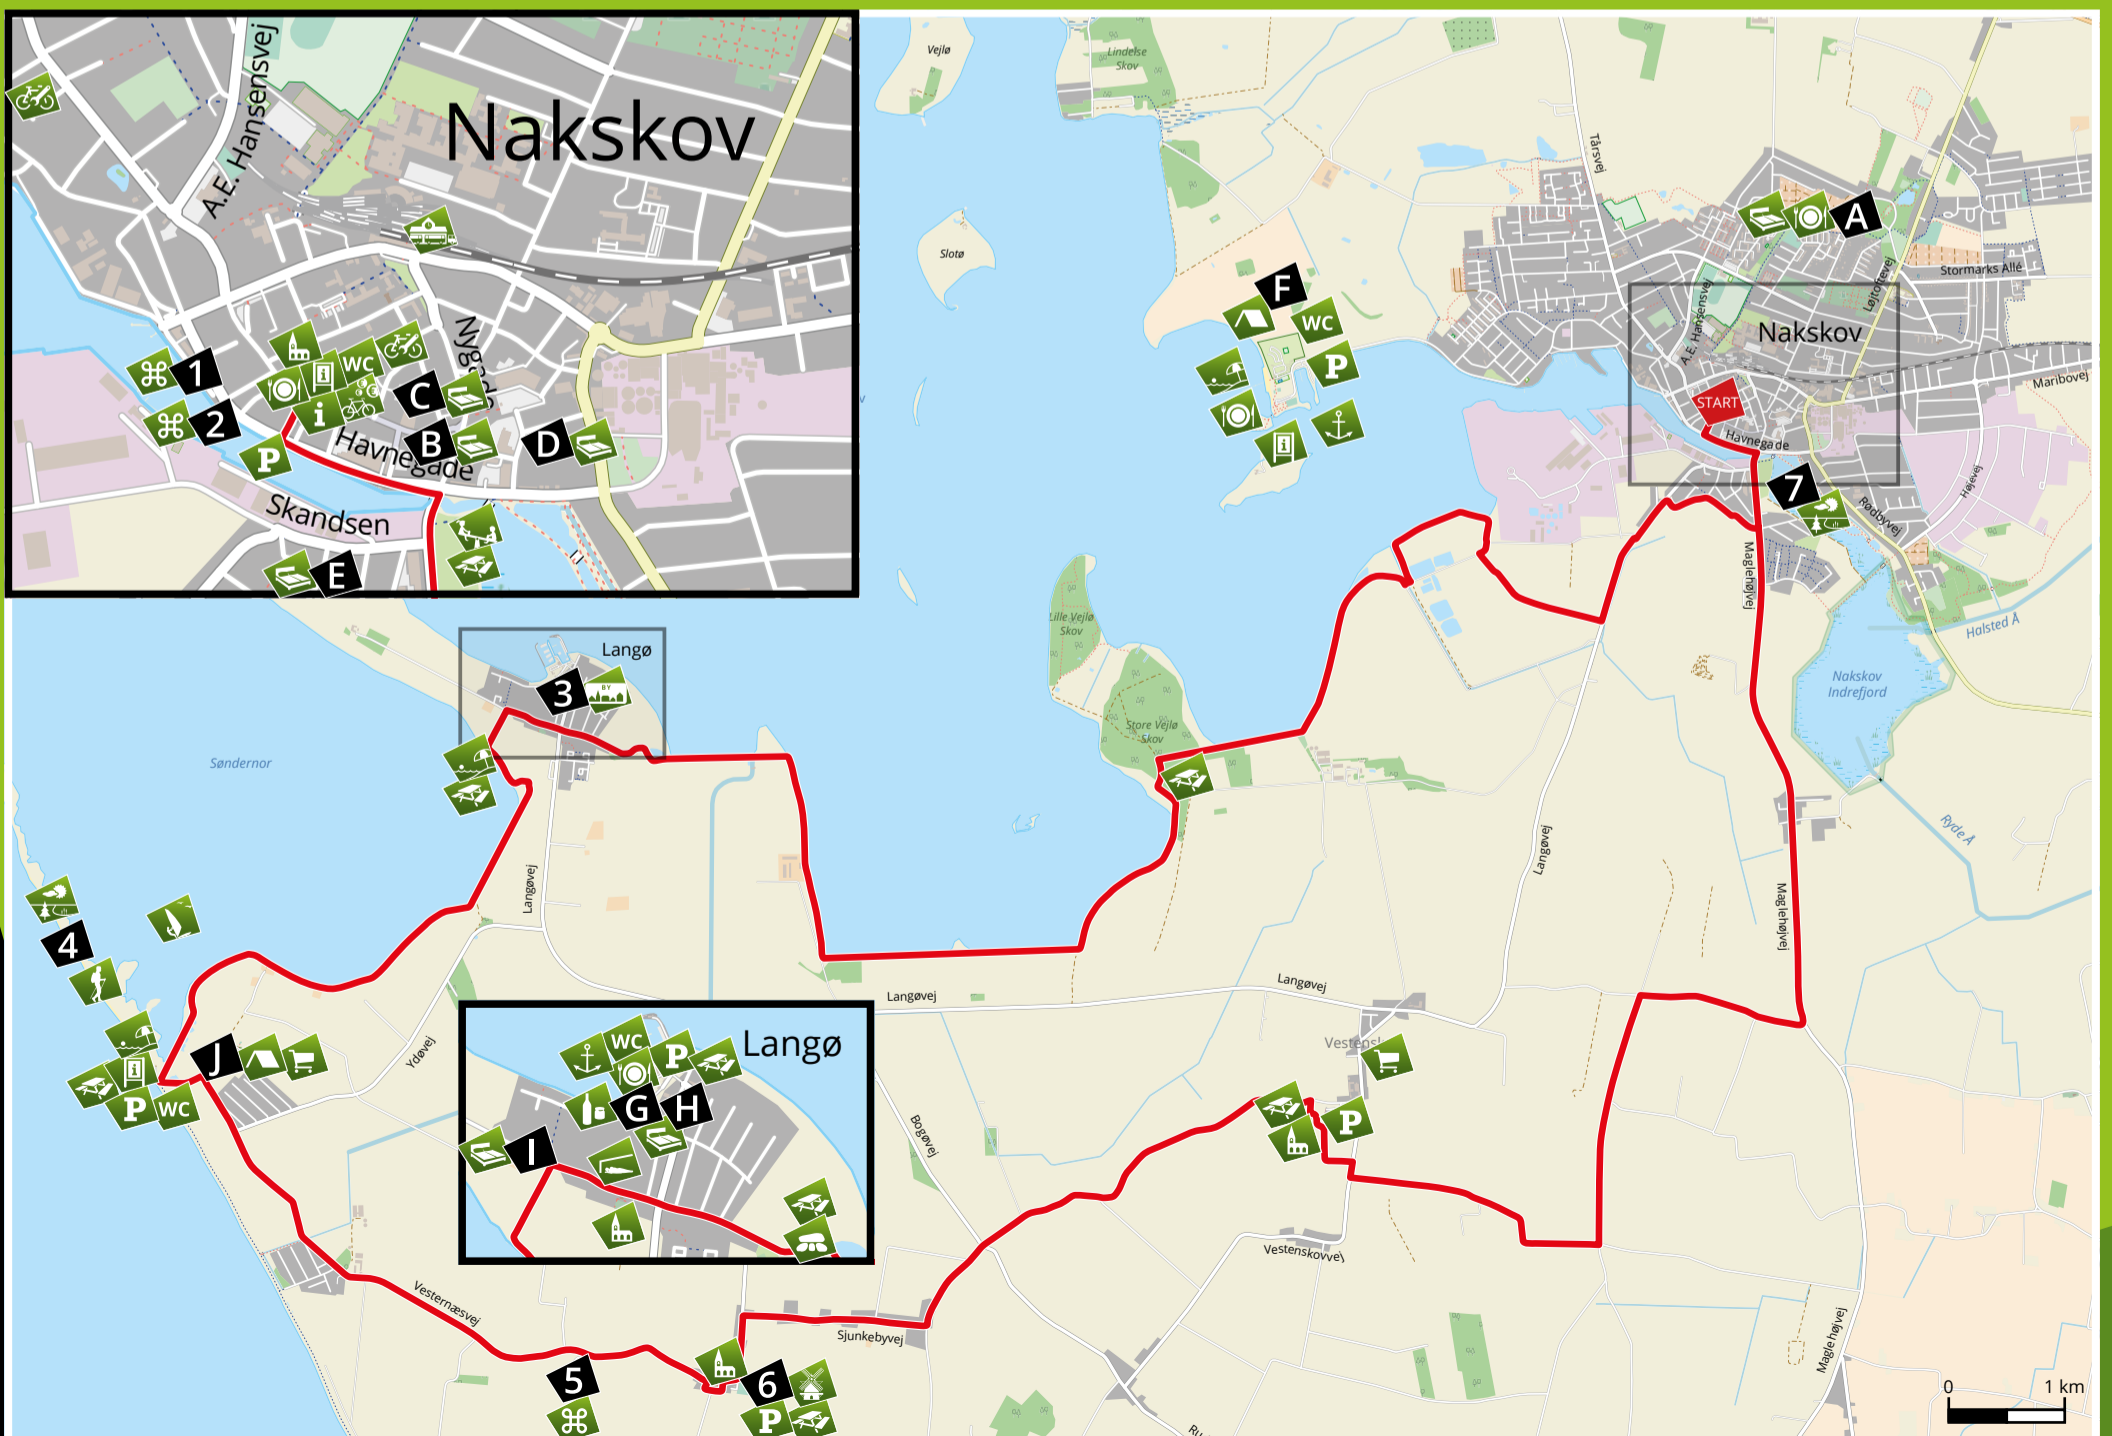 A.E. Hansensvej
Nakskov
Nygade
WC
1
2
C
B
D
i
P
Havnegade
Skandsen
E
Vejlø
Lindelse
Skov
Slotø
Tårsvej
F
WC
P
A
Stormarks Allé
Løjtoftevej
A.E. Hansensvej
Nakskov
Maribovej
START
Havnegade
7
Højevej
Rødbyvej
Maglehøjvej
Halsted Å
Nakskov
Indrefjord
Ryde Å
Lille Vejlø
Skov
Store Vejlø
Skov
Langø
3
BY
Søndernor
Langøvej
Langøvej
Maglehøjvej
4
Langøvej
Langøvej
Ydøvej
J
P
WC
Langø
WC
P
G
H
I
Bogøvej
P
Vestenskovvej
Vesternæsvej
Sjunkebyvej
5
6
P
Maglehøjvej
0 1 km